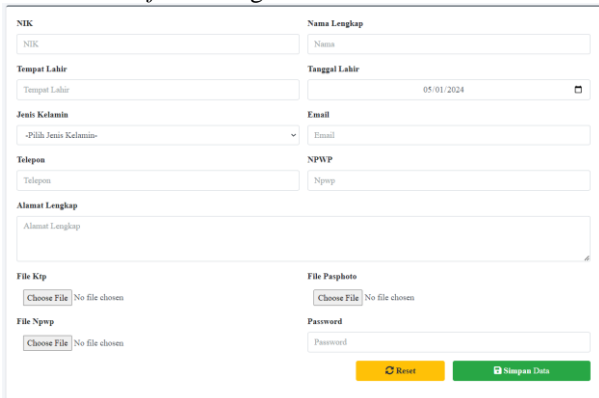 NIK Nama Lengkap
NIK Nama
Tempat Lahir Tanggal Lahir
Tempat Lahir 05/01/2024
Jenis Kelamin Email
-Pilih Jenis Kelamin- Email
Telepon NPWP
Telepon Npwp
Alamat Lengkap
Alamat Lengkap
File Ktp File Pasphoto
Choose File No file chosen Choose File No file chosen
File Npwp Password
Choose File No file chosen Password
Reset Simpan Data